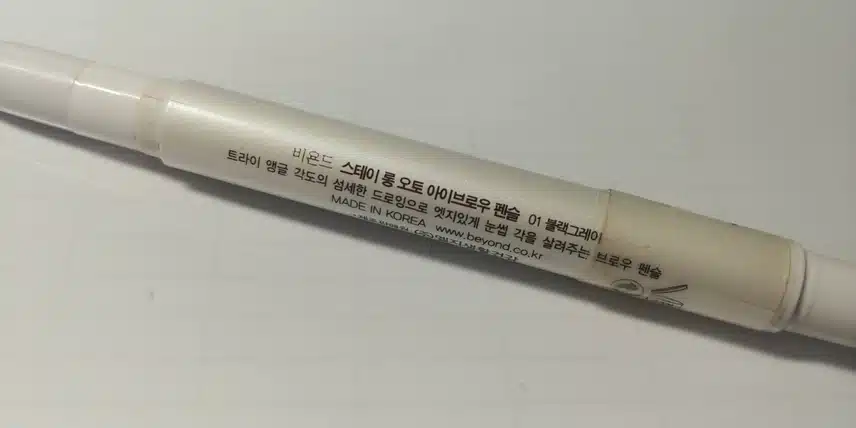 비욘드 스테이 롱 오토 아이브로우 펜슬 01 블랙그레이
트라이 앵글 각도의 섬세한 드로잉으로 엣지있게 눈썹 각을 살려주는 브로우 펜슬
MADE IN KOREA www.beyond.co.kr